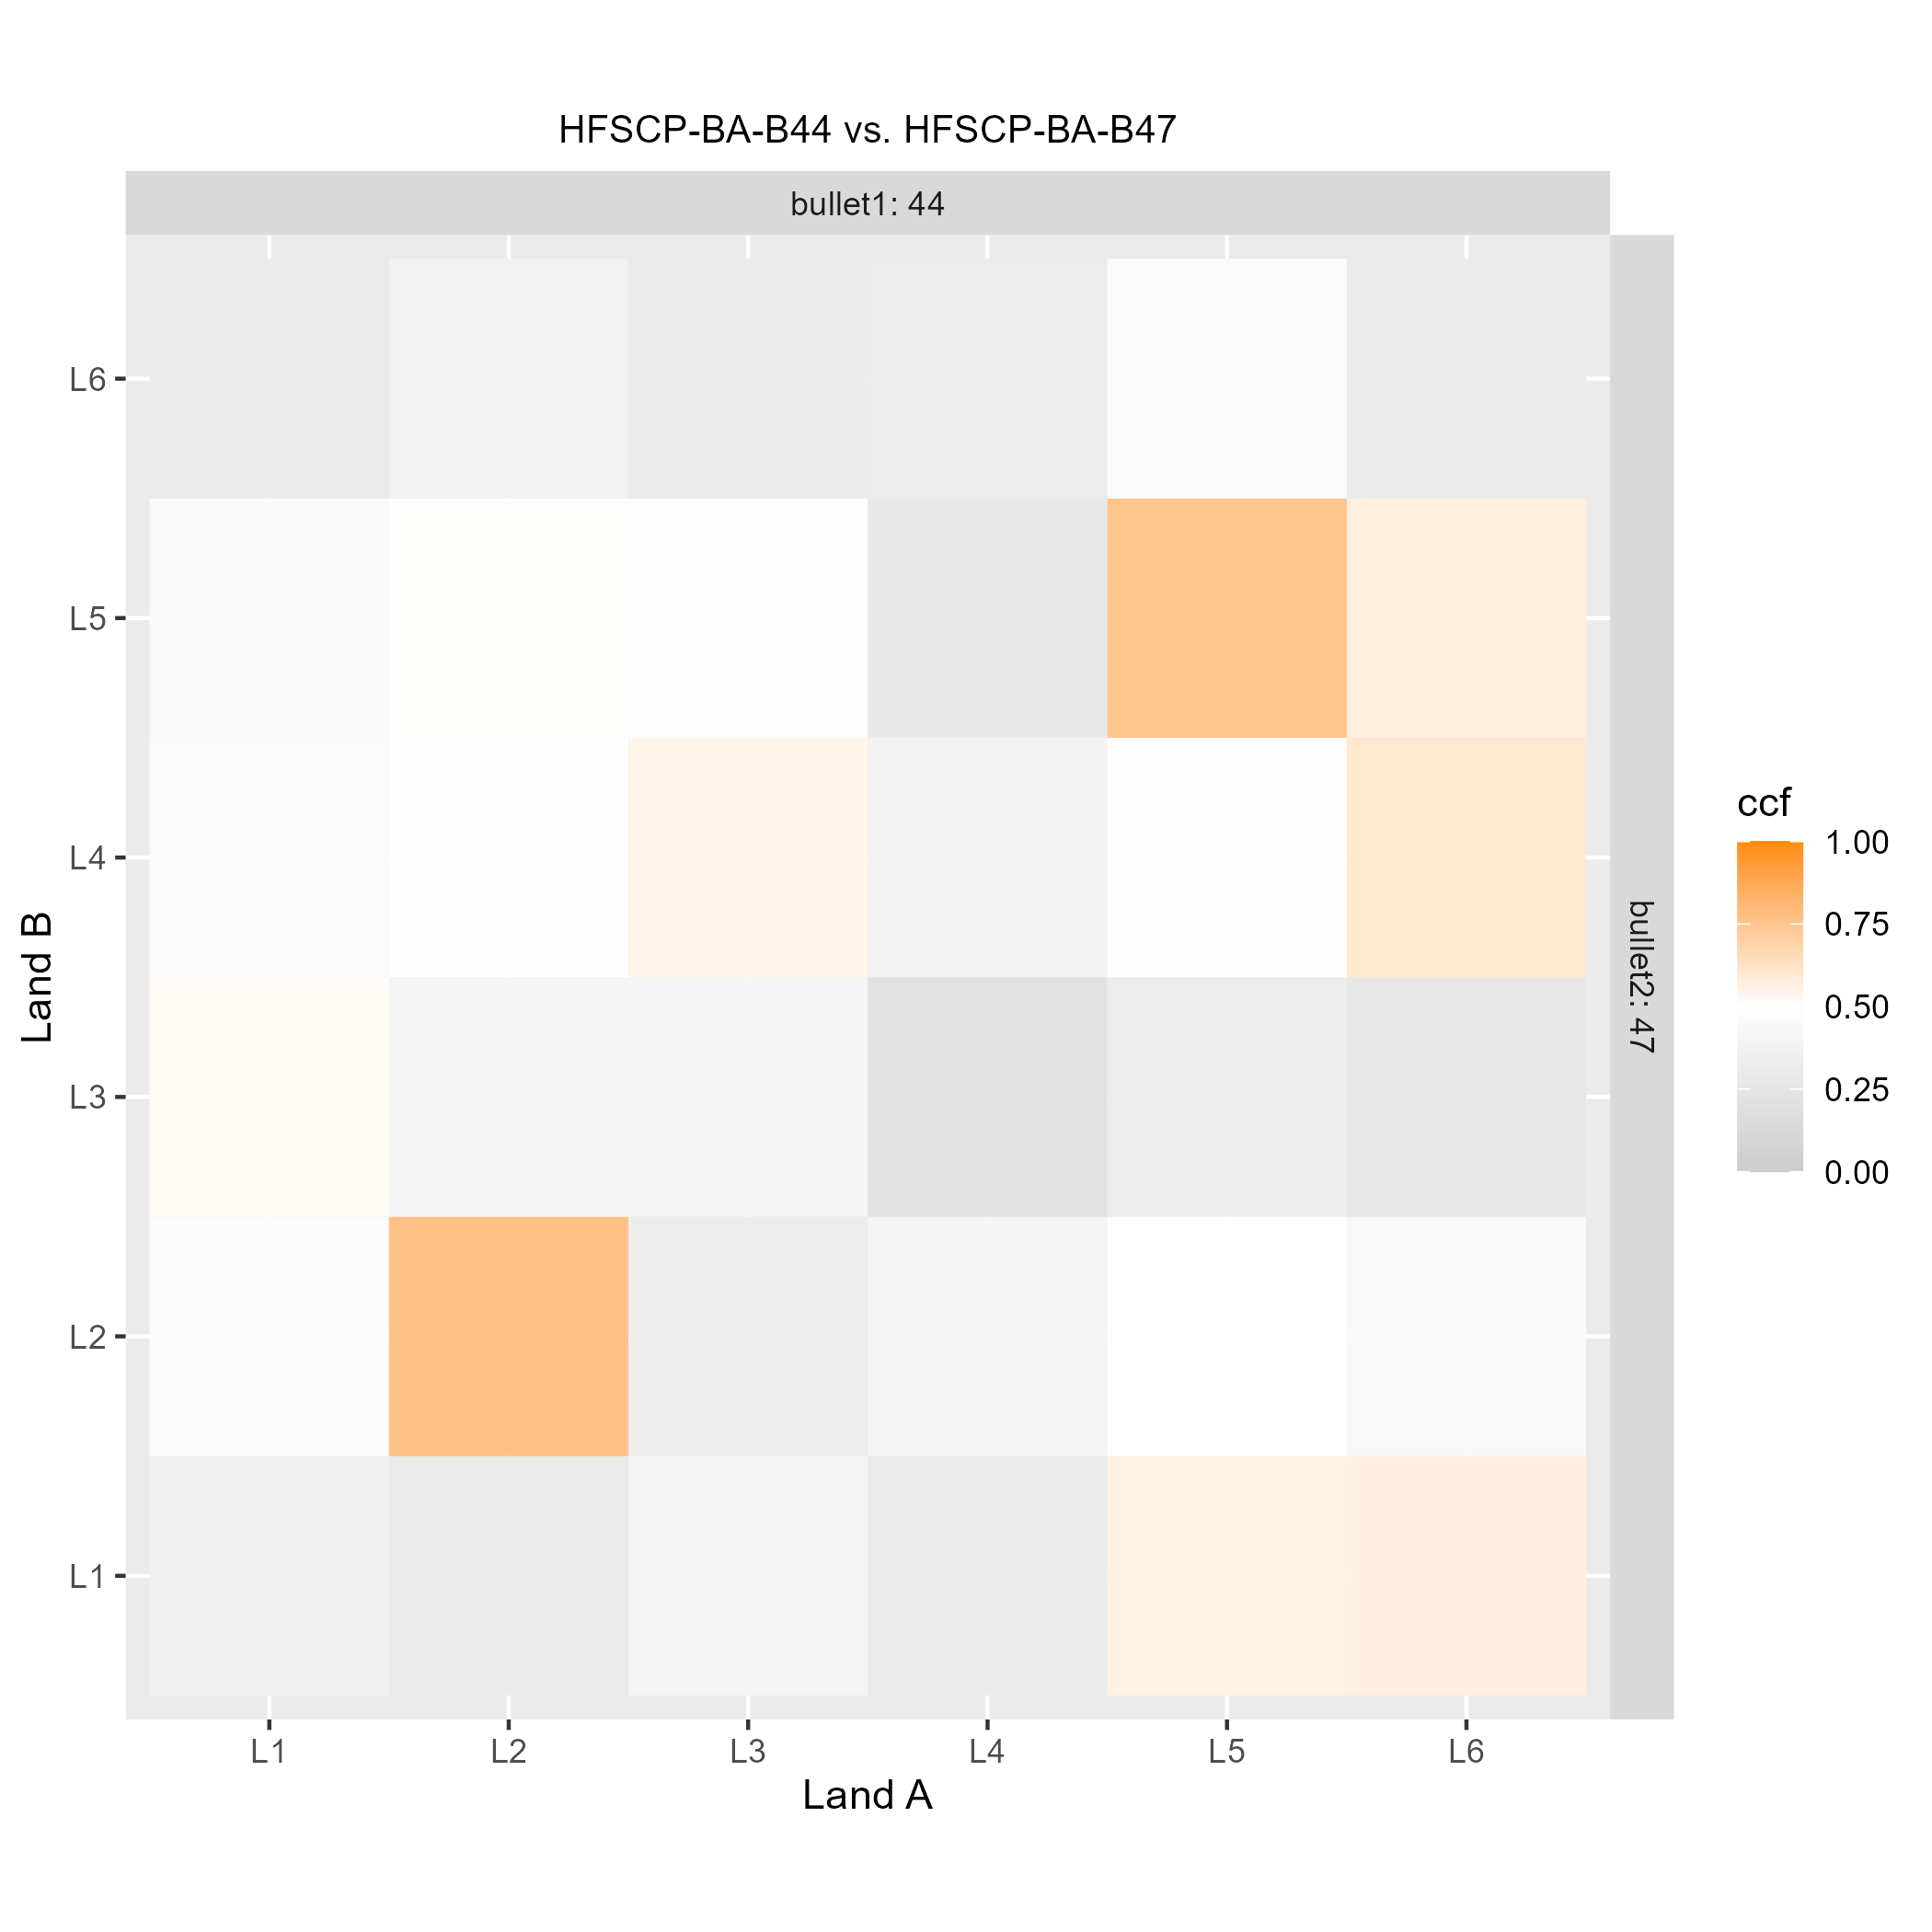 HFSCP-BA-B44 vs. HFSCP-BA-B47
bullet1: 44
L6
L5
L4
L3
L2
L1
Land B
bullet2: 47
L1 L2 L3 L4 L5 L6
Land A
ccf
1.00
0.75
0.50
0.25
0.00